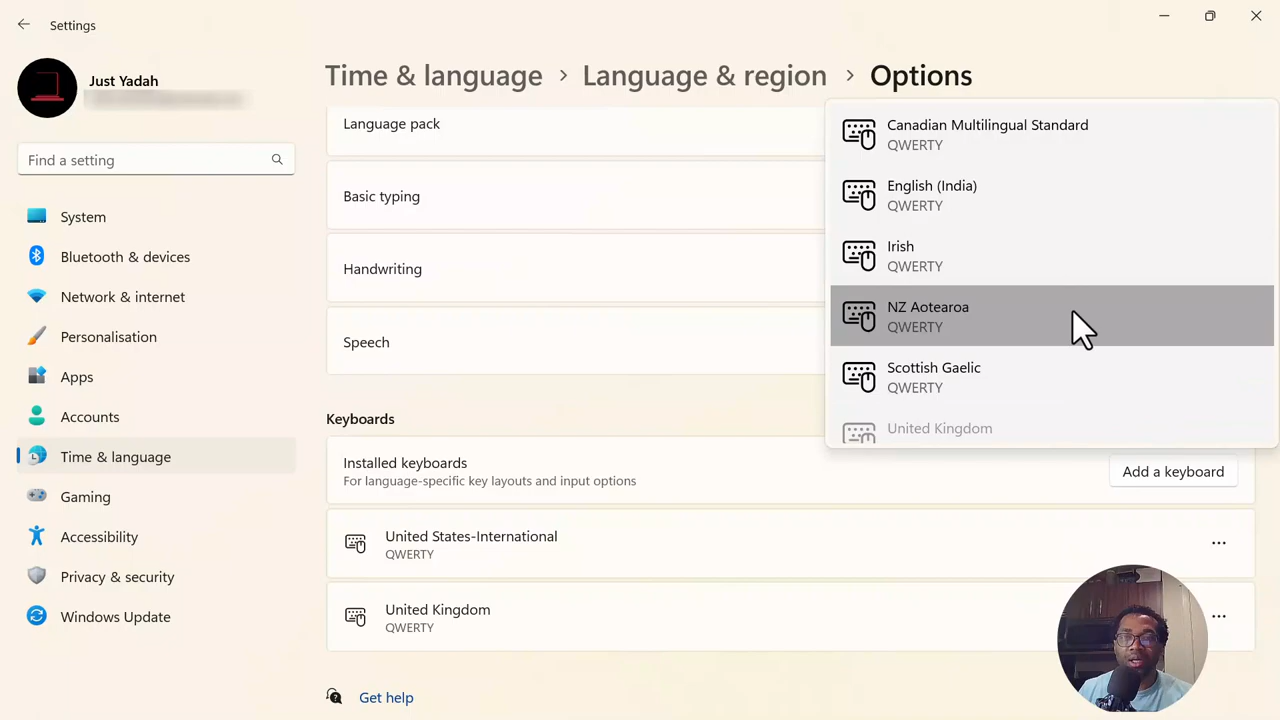 Settings
Just Yadah
Find a setting
System
Bluetooth & devices
Network & internet
Personalisation
Apps
Accounts
Time & language
Gaming
Accessibility
Privacy & security
Windows Update
Time & language > Language & region > Options
Language pack
Basic typing
Handwriting
Speech
Canadian Multilingual Standard
QWERTY
English (India)
QWERTY
Irish
QWERTY
NZ Aotearoa
QWERTY
Scottish Gaelic
QWERTY
United Kingdom
Keyboards
Installed keyboards
For language-specific key layouts and input options
Add a keyboard
United States-International
QWERTY
United Kingdom
QWERTY
Get help